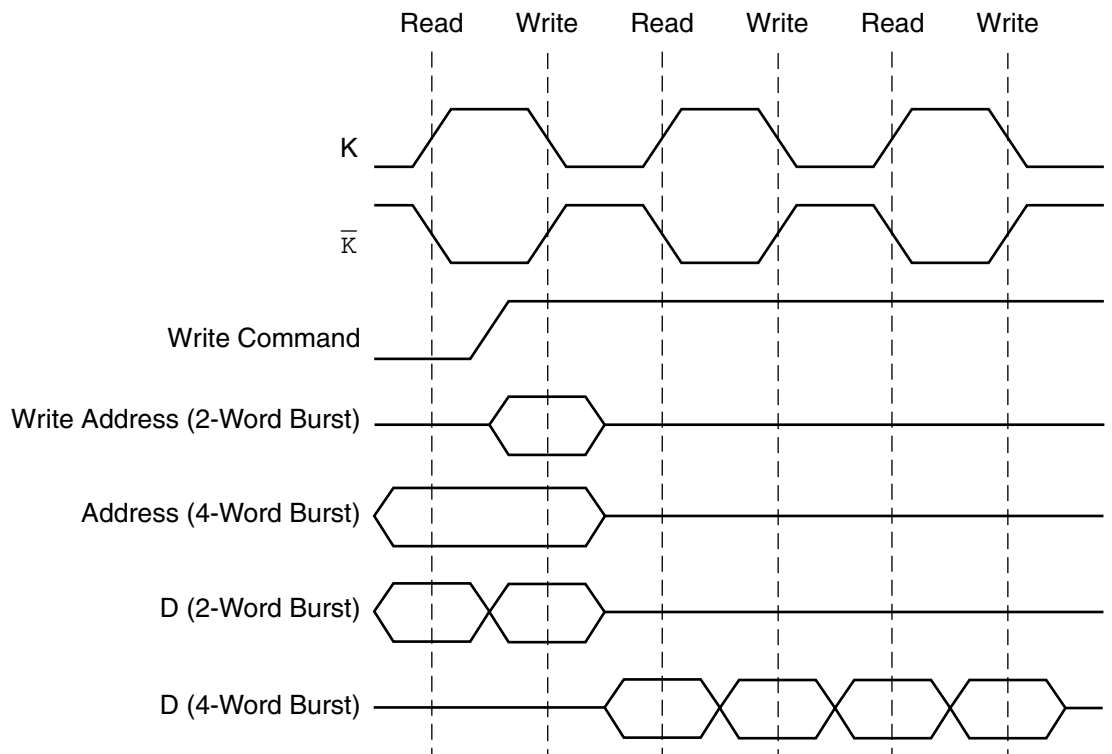 Read Write Read Write Read Write
K
K̅
Write Command
Write Address (2-Word Burst)
Address (4-Word Burst)
D (2-Word Burst)
D (4-Word Burst)